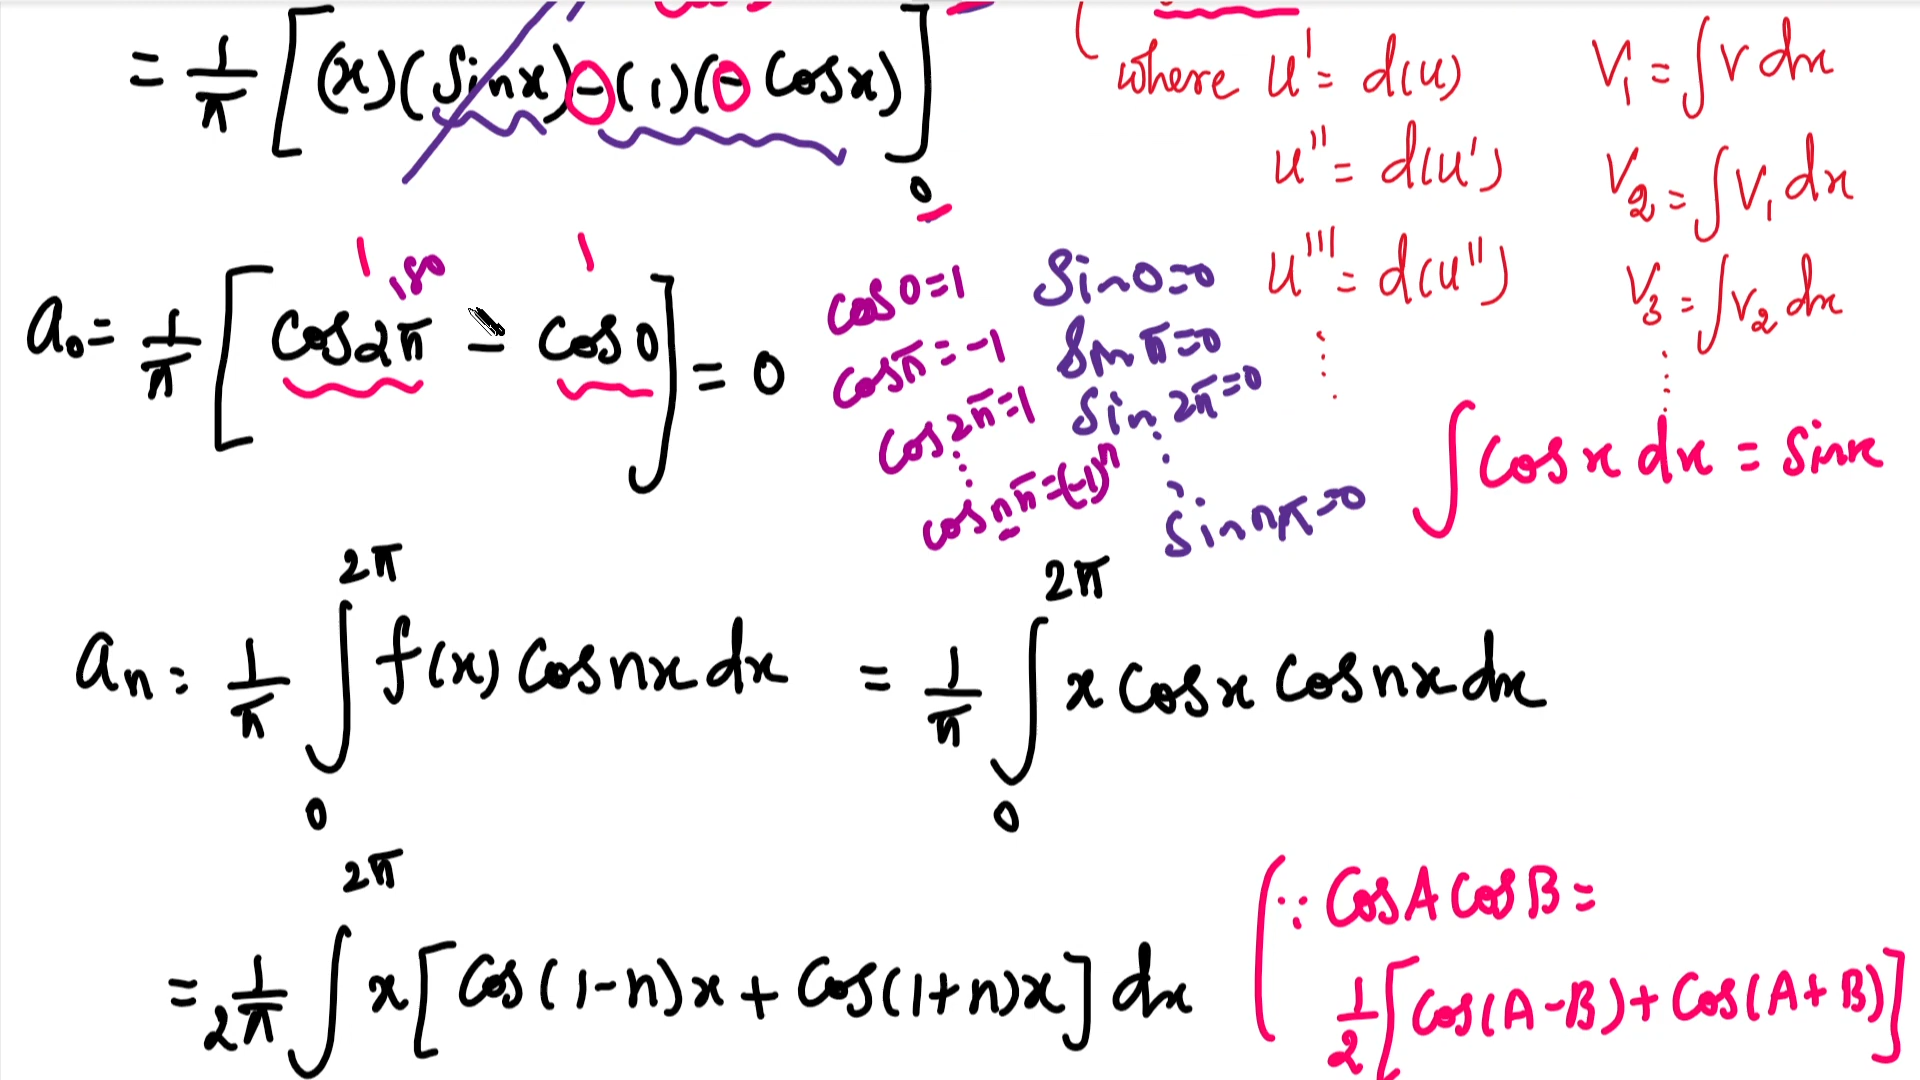 = 1/π [(x)(Sinx) - (1)(- Cosx)]
0
where u' = d(u)   V₁ = ∫ V dx
u'' = d(u')   V₂ = ∫ V₁ dx
u''' = d(u'')   V₃ = ∫ V₂ dx
1 180 1
a₀ = 1/π [Cos2π - Cos0] = 0
cos0=1   Sin0=0
cosπ=-1   Sinπ=0
cos2π=1   Sin2π=0
cosnπ=(-1)ⁿ   Sinnπ=0
∫ Cosx dx = Sinx
aₙ = 1/π ∫₀^2π f(x) Cosnx dx = 1/π ∫₀^2π x Cosx Cosnx dx
= 1/2π ∫^2π x [Cos(1-n)x + Cos(1+n)x] dx
(∵ CosA CosB =
1/2 [Cos(A-B) + Cos(A+B)]